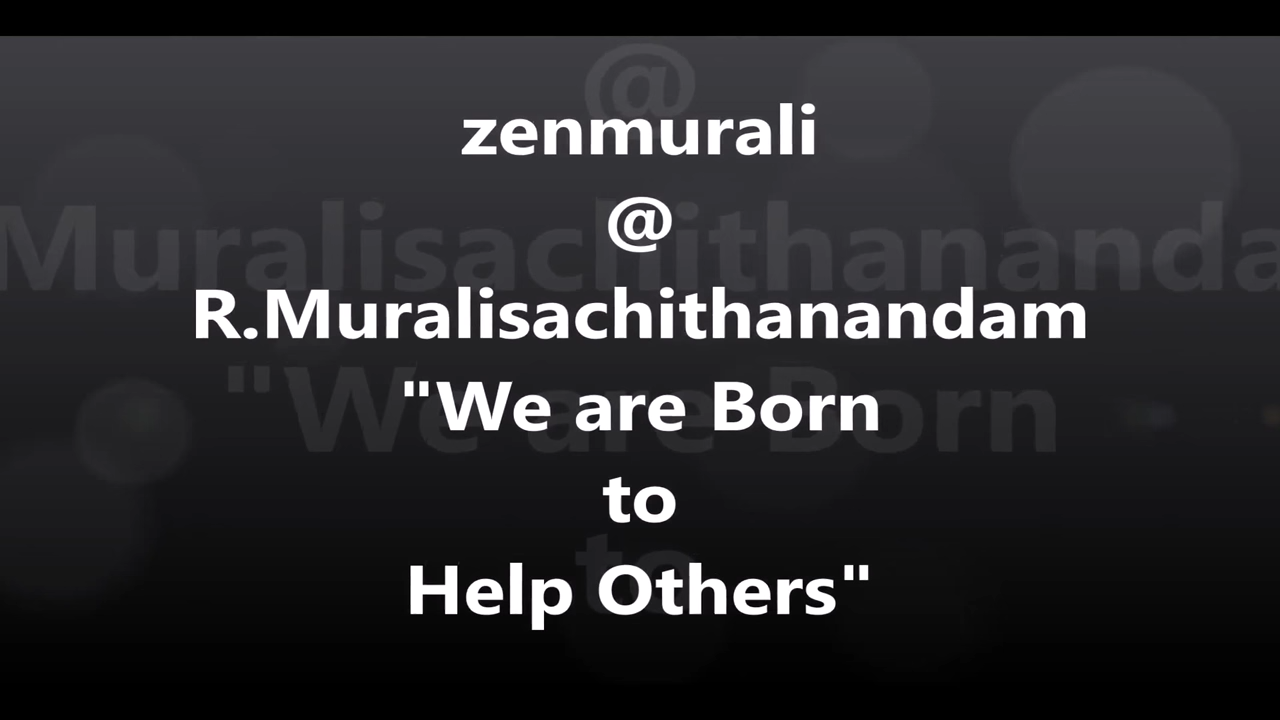 zenmurali
@
R.Muralisachithanandam
"We are Born
to
Help Others"